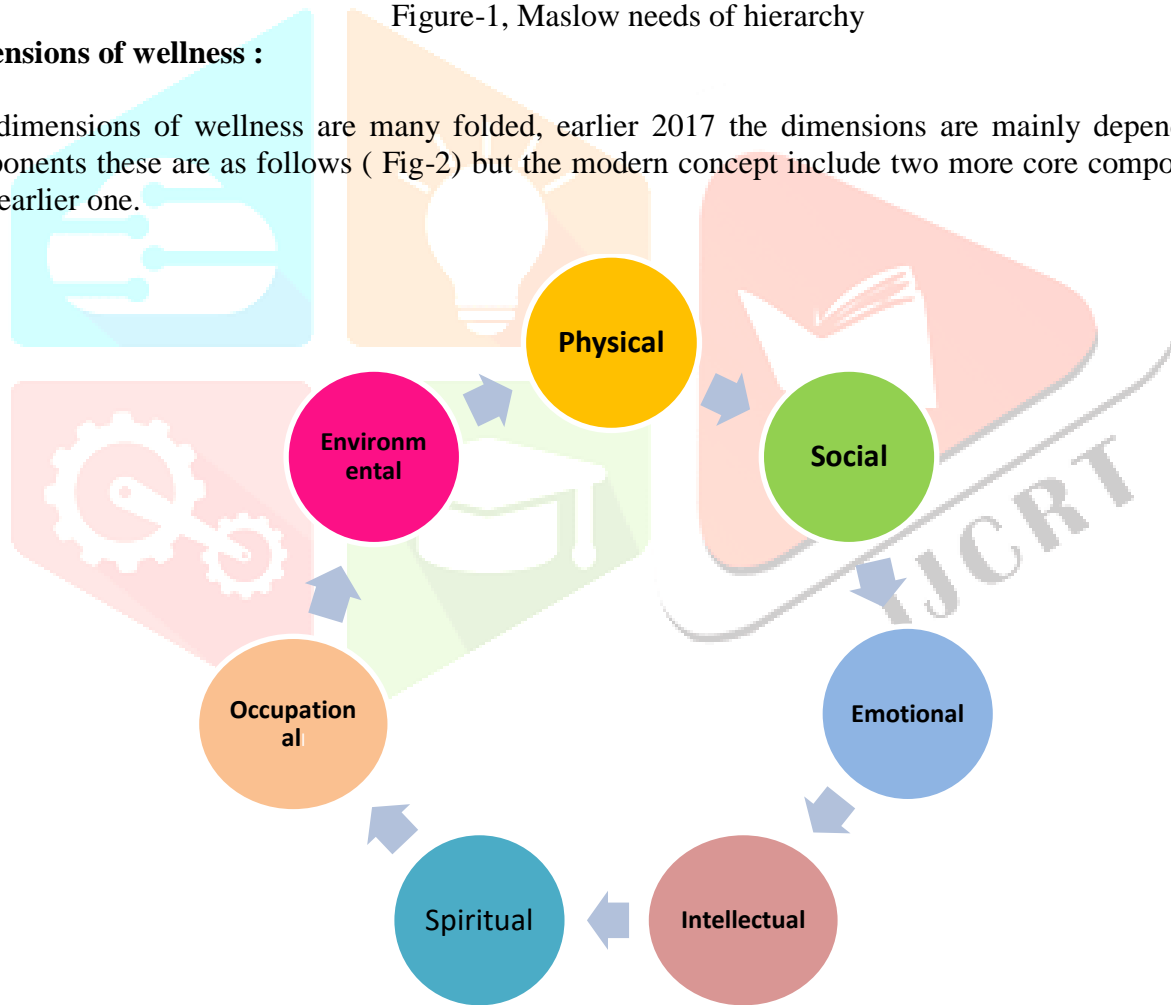 Figure-1, Maslow needs of hierarchy
ensions of wellness :
dimensions of wellness are many folded, earlier 2017 the dimensions are mainly depen
ponents these are as follows ( Fig-2) but the modern concept include two more core compo
earlier one.
Physical
Environm
ental
Social
IJCRT
Occupation
al
Emotional
Spiritual
Intellectual